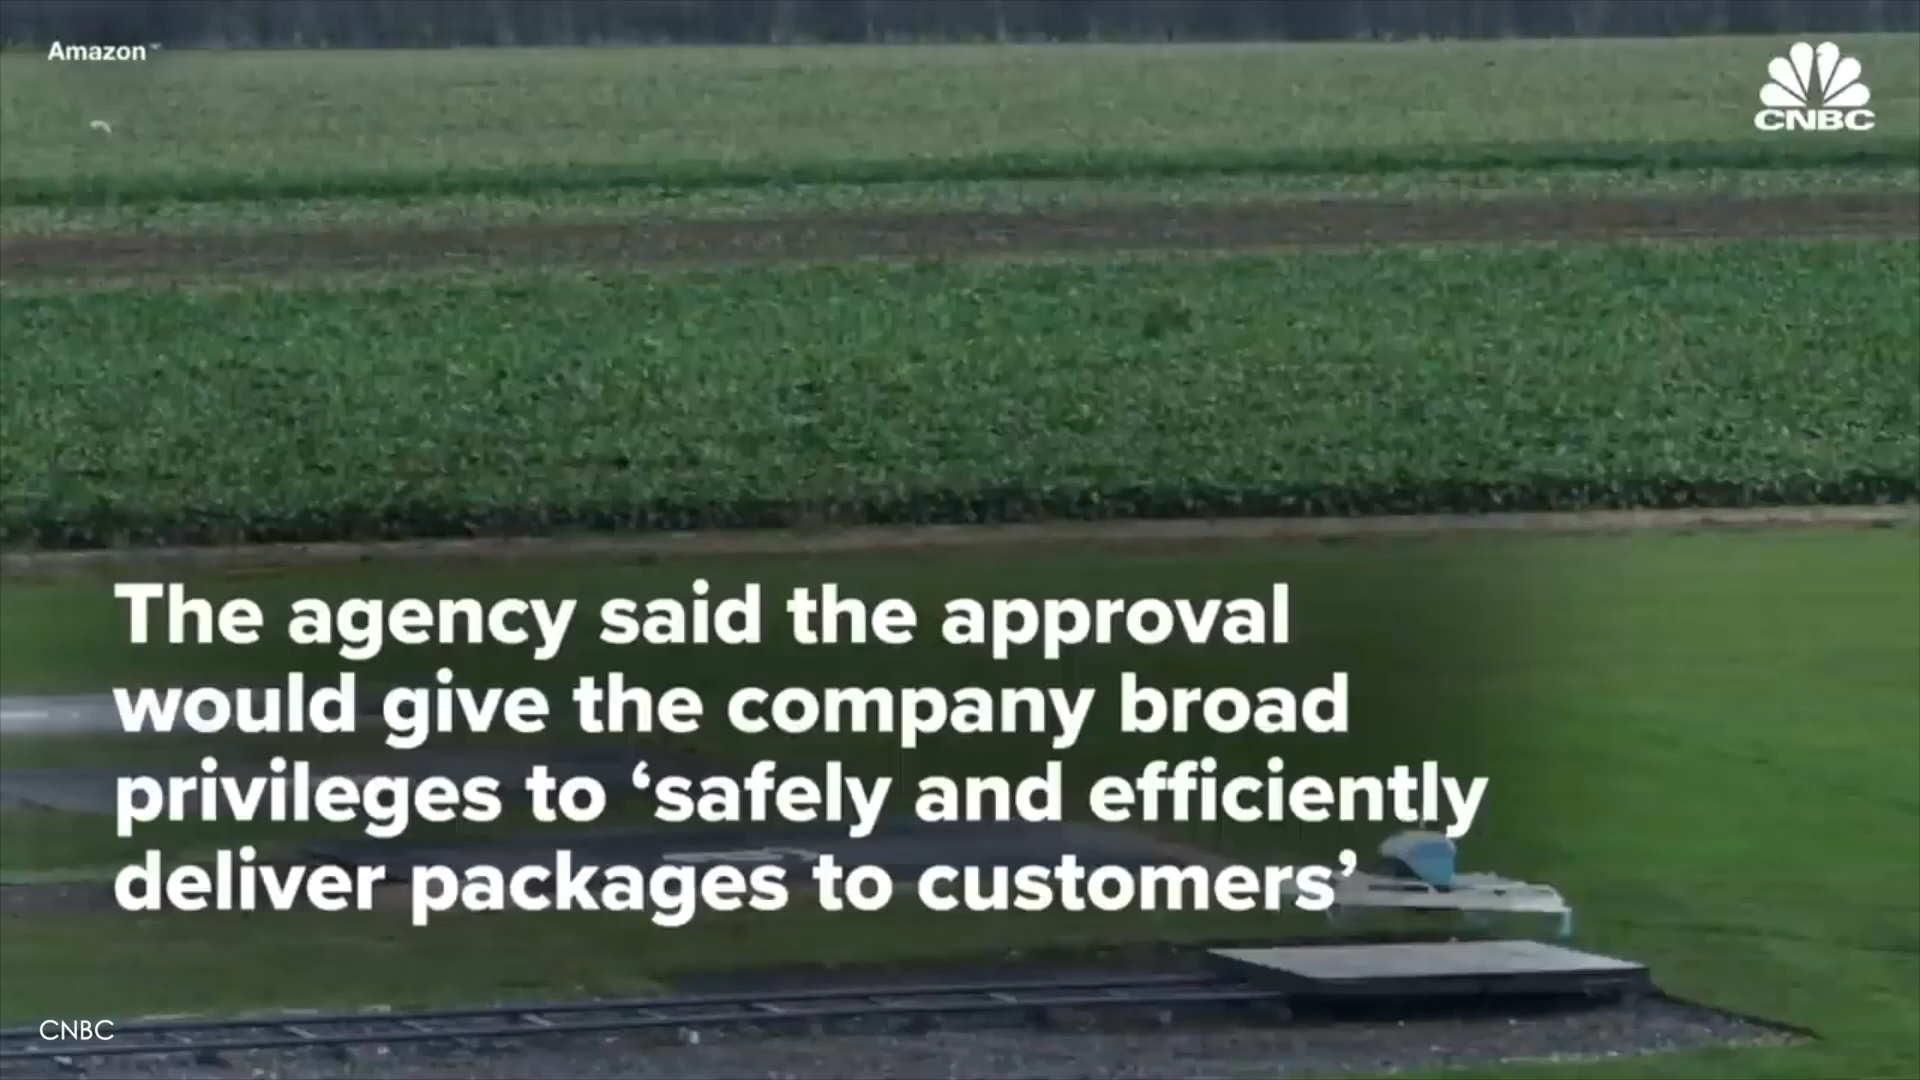 Amazon
CNBC
The agency said the approval
would give the company broad
privileges to ‘safely and efficiently
deliver packages to customers’
CNBC